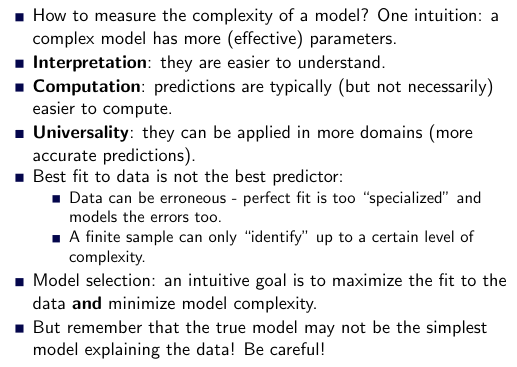 How to measure the complexity of a model? One intuition: a
complex model has more (effective) parameters.
Interpretation: they are easier to understand.
Computation: predictions are typically (but not necessarily)
easier to compute.
Universality: they can be applied in more domains (more
accurate predictions).
Best fit to data is not the best predictor:
Data can be erroneous - perfect fit is too “specialized” and
models the errors too.
A finite sample can only “identify” up to a certain level of
complexity.
Model selection: an intuitive goal is to maximize the fit to the
data and minimize model complexity.
But remember that the true model may not be the simplest
model explaining the data! Be careful!